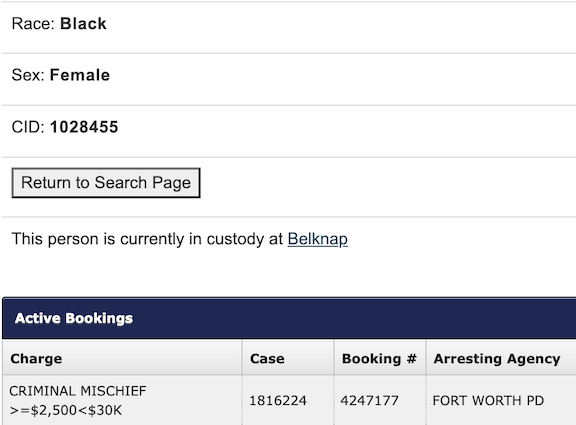 Race: Black
Sex: Female
CID: 1028455
Return to Search Page
This person is currently in custody at Belknap
Active Bookings
Charge Case Booking # Arresting Agency
CRIMINAL MISCHIEF
>=$2,500<$30K 1816224 4247177 FORT WORTH PD